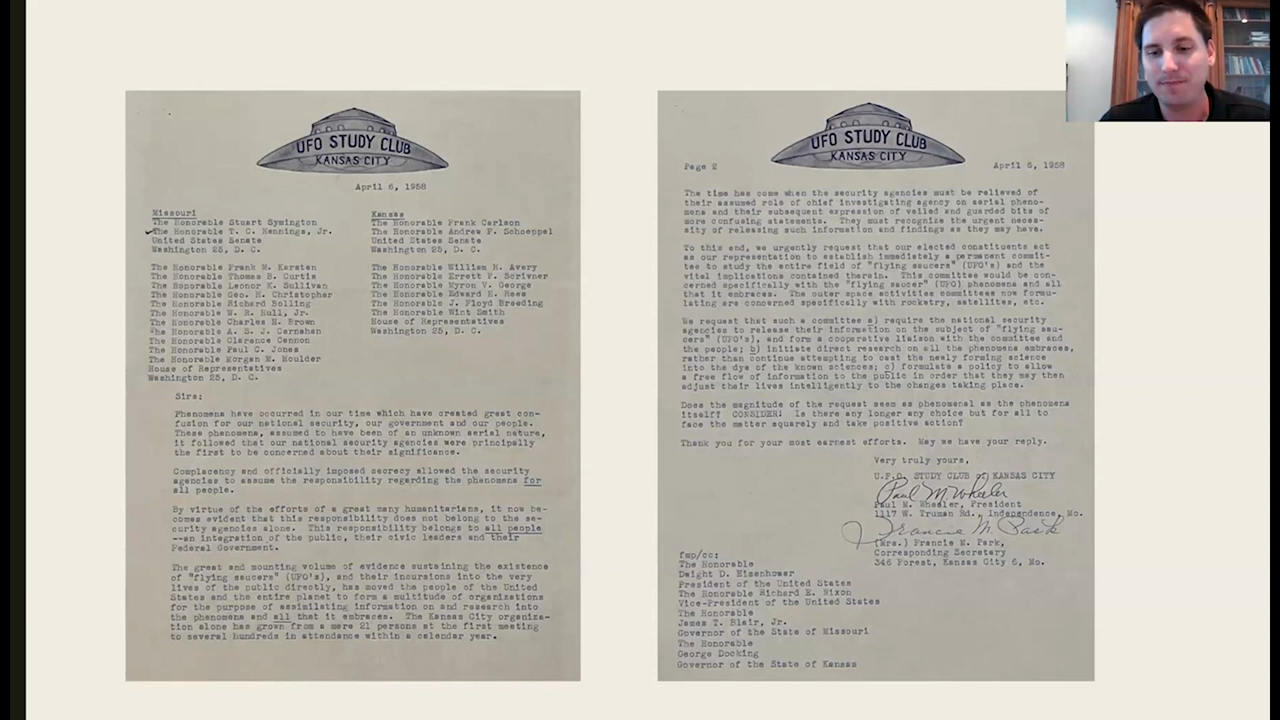 UFO STUDY CLUB
KANSAS CITY
April 6, 1958
Missouri
The Honorable Stuart Symington
The Honorable T. C. Hennings, Jr.
United States Senate
Washington 25, D. C.
The Honorable Frank M. Karsten
The Honorable Thomas B. Curtis
The Honorable Leonor K. Sullivan
The Honorable Geo. H. Christopher
The Honorable Richard Bolling
The Honorable W. R. Hull, Jr.
The Honorable Charles H. Brown
The Honorable A. S. J. Carnahan
The Honorable Clarence Cannon
The Honorable Paul C. Jones
The Honorable Morgan M. Moulder
House of Representatives
Washington 25, D. C.
Kansas
The Honorable Frank Carlson
The Honorable Andrew F. Schoeppel
United States Senate
Washington 25, D. C.
The Honorable William H. Avery
The Honorable Errett P. Scrivner
The Honorable Myron V. George
The Honorable Edward H. Rees
The Honorable J. Floyd Breeding
The Honorable Wint Smith
House of Representatives
Washington 25, D. C.
Sirs:
Phenomena have occurred in our time which have created great con-
fusion for our national security, our government and our people.
These phenomena, assumed to have been of an unknown aerial nature,
it followed that our national security agencies were principally
the first to be concerned about their significance.
Complacency and officially imposed secrecy allowed the security
agencies to assume the responsibility regarding the phenomena for
all people.
By virtue of the efforts of a great many humanitarians, it now be-
comes evident that this responsibility does not belong to the se-
curity agencies alone. This responsibility belongs to all people
--an integration of the public, their civic leaders and their
Federal Government.
The great and mounting volume of evidence sustaining the existence
of "flying saucers" (UFO's), and their incursions into the very
lives of the public directly, has moved the people of the United
States and the entire planet to form a multitude of organizations
for the purpose of assimilating information on and research into
the phenomena and all that it embraces. The Kansas City organiza-
tion alone has grown from a mere 21 persons at the first meeting
to several hundreds in attendance within a calendar year.
UFO STUDY CLUB
KANSAS CITY
Page 2
April 6, 1958
The time has come when the security agencies must be relieved of
their assumed role of chief investigating agency on aerial pheno-
mena and their subsequent expression of veiled and guarded bits of
more confusing statements. They must recognize the urgent neces-
sity of releasing such information and findings as they may have.
To this end, we urgently request that our elected constituents act
as our representation to establish immediately a permanent commit-
tee to study the entire field of "flying saucers" (UFO's) and the
vital implications contained therein. This committee would be con-
cerned specifically with the "flying saucer" (UFO) phenomena and all
that it embraces. The outer space activities committees now formu-
lating are concerned specifically with rocketry, satellites, etc.
We request that such a committee a) require the national security
agencies to release their information on the subject of "flying sau-
cers" (UFO's), and form a cooperative liaison with the committee and
the people; b) initiate direct research on all the phenomena embraces,
rather than continue attempting to cast the newly forming science
into the dye of the known sciences; c) formulate a policy to allow
a free flow of information to the public in order that they may then
adjust their lives intelligently to the changes taking place.
Does the magnitude of the request seem as phenomenal as the phenomena
itself? CONSIDER: Is there any longer any choice but for all to
face the matter squarely and take positive action?
Thank you for your most earnest efforts. May we have your reply.
Very truly yours,
U.F.O. STUDY CLUB of KANSAS CITY
Paul M Wheeler
Paul M. Wheeler, President
1117 W. Truman Rd., Independence, Mo.
Francie M. Park
(Mrs.) Francie M. Park,
Corresponding Secretary
346 Forest, Kansas City 6, Mo.
fmp/cc:
The Honorable
Dwight D. Eisenhower
President of the United States
The Honorable Richard E. Nixon
Vice-President of the United States
The Honorable
James T. Blair, Jr.
Governor of the State of Missouri
The Honorable
George Docking
Governor of the State of Kansas